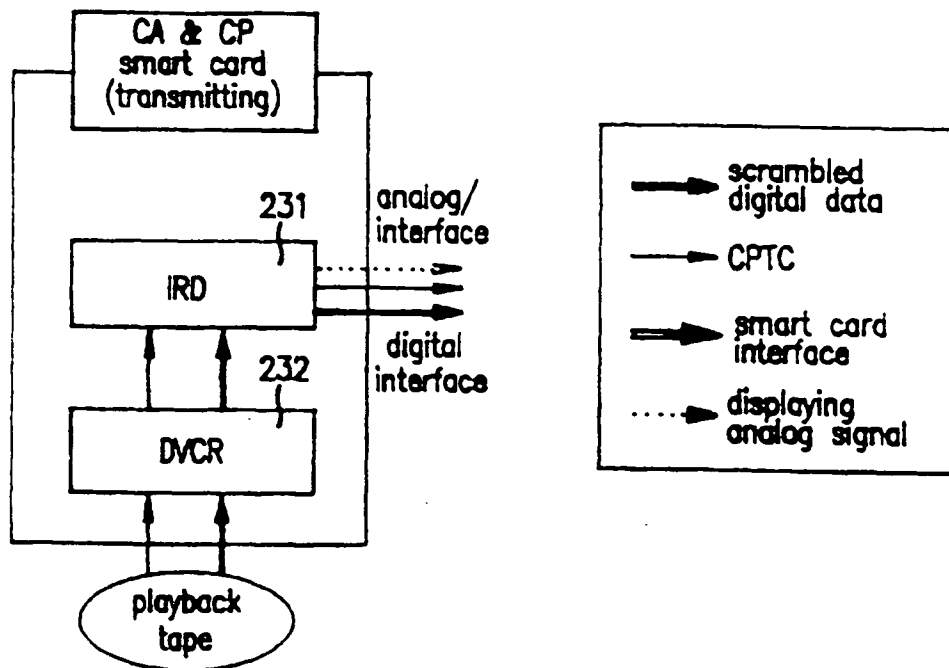 CA & CP
smart card
(transmitting)
231
analog/
interface
IRD
digital
interface
232
DVCR
playback
tape
scrambled
digital data
CPTC
smart card
interface
displaying
analog signal